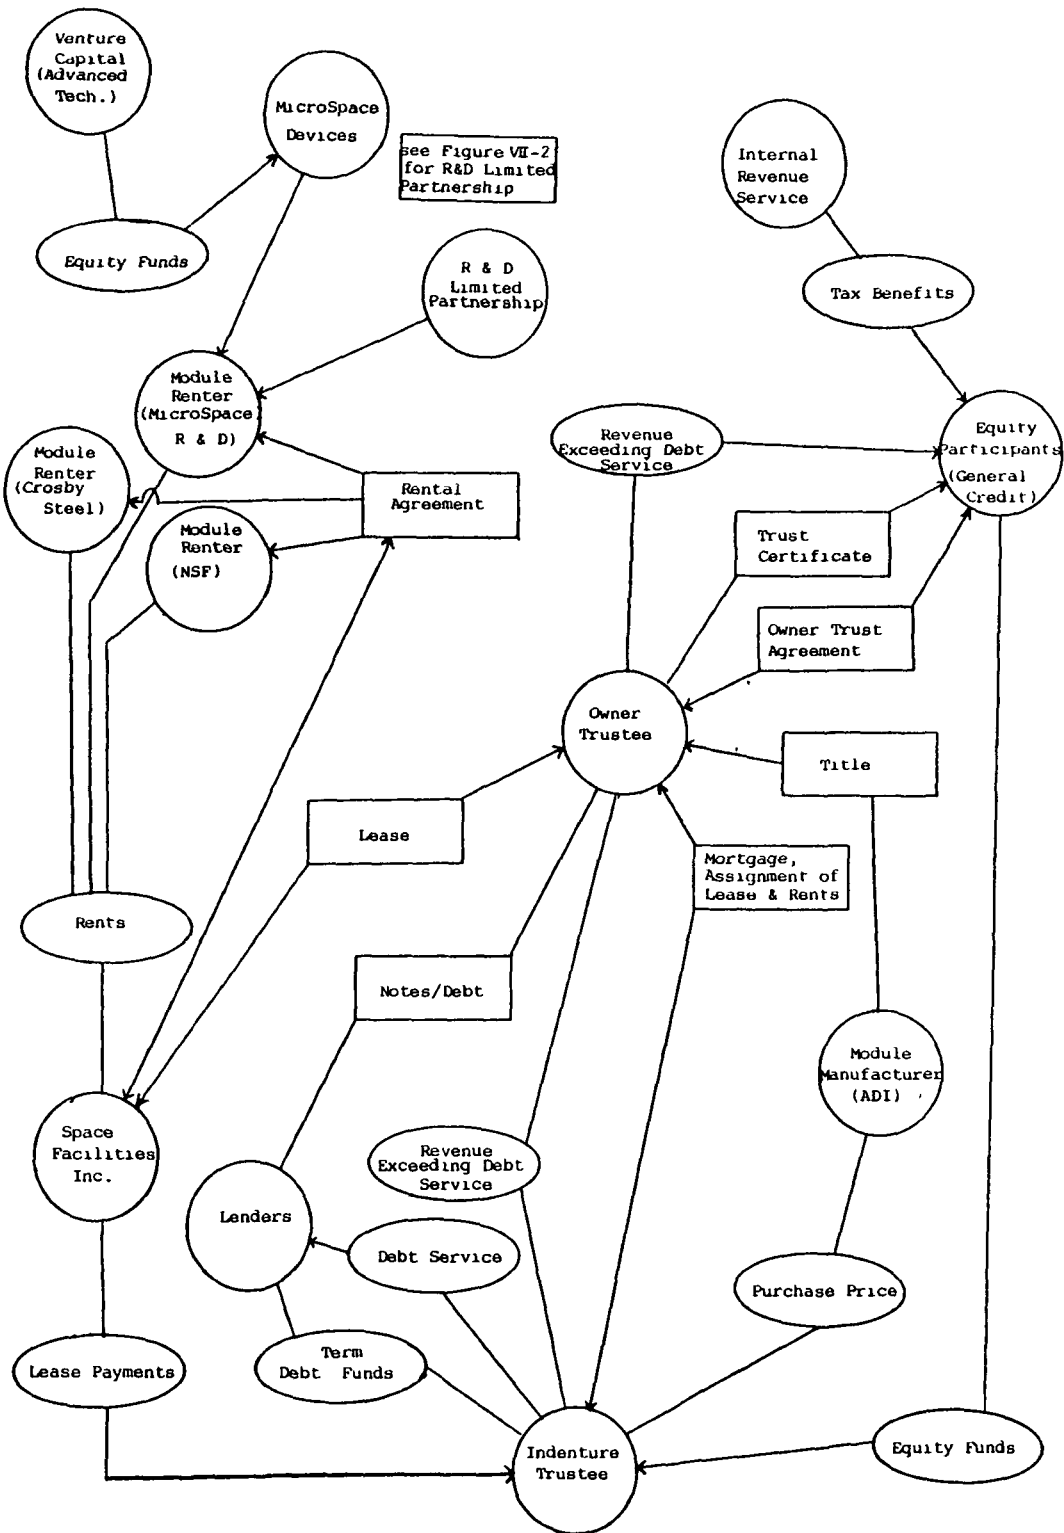 Venture
Capital
(Advanced
Tech.)
MicroSpace
Devices
see Figure VII-2
for R&D Limited
Partnership
Internal
Revenue
Service
Equity Funds
R & D
Limited
Partnership
Tax Benefits
Module
Renter
(MicroSpace
R & D)
Revenue
Exceeding Debt
Service
Equity
Participants
(General
Credit)
Module
Renter
(Crosby
Steel)
Rental
Agreement
Module
Renter
(NSF)
Trust
Certificate
Owner Trust
Agreement
Owner
Trustee
Title
Lease
Mortgage,
Assignment of
Lease & Rents
Rents
Notes/Debt
Module
Manufacturer
(ADI)
Space
Facilities
Inc.
Revenue
Exceeding Debt
Service
Lenders
Debt Service
Purchase Price
Term
Debt Funds
Lease Payments
Indenture
Trustee
Equity Funds